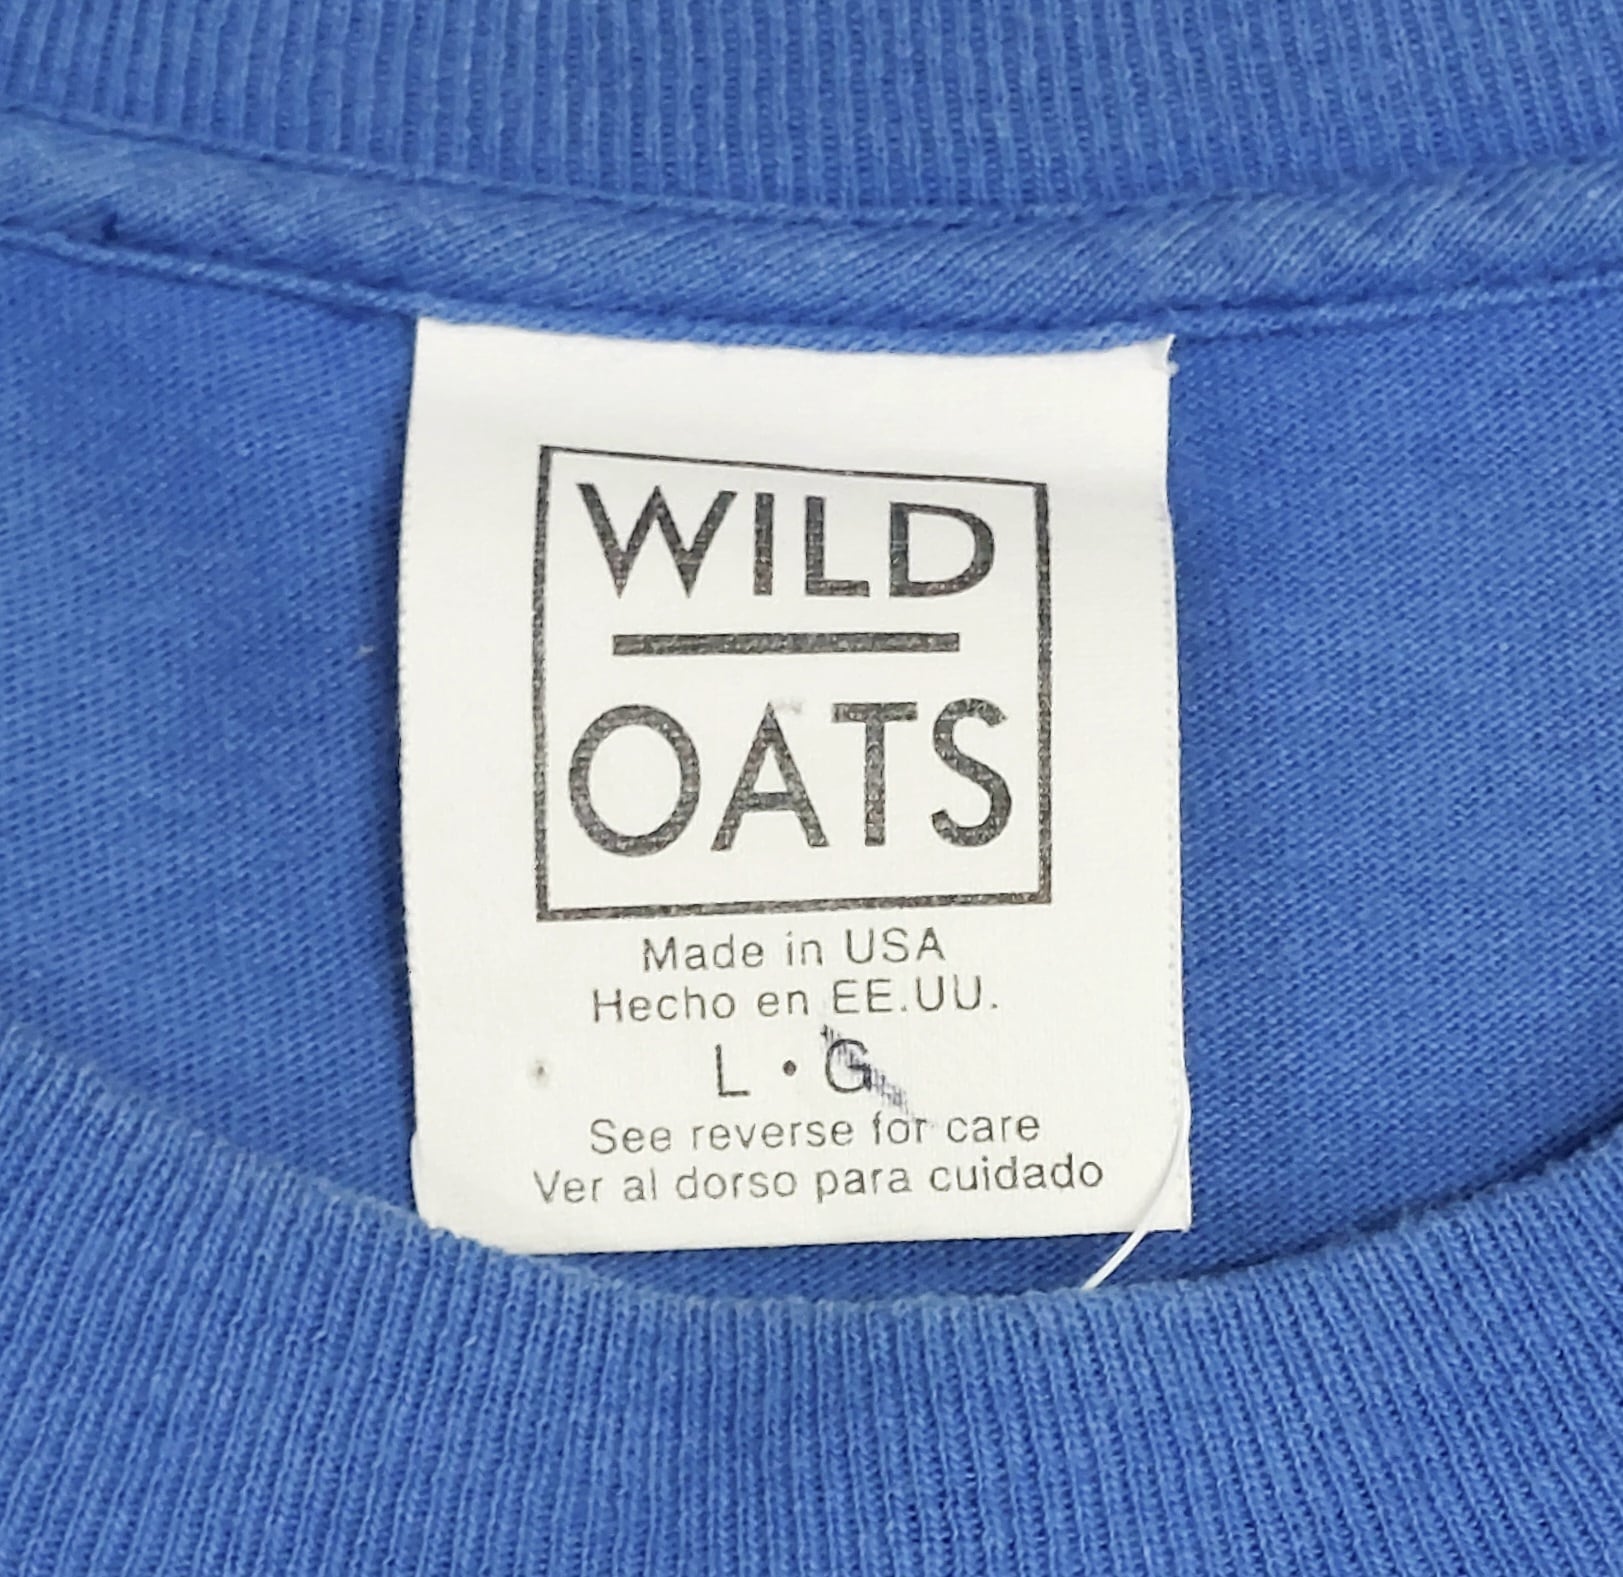 WILD
OATS
Made in USA
Hecho en EE.UU.
L · G
See reverse for care
Ver al dorso para cuidado